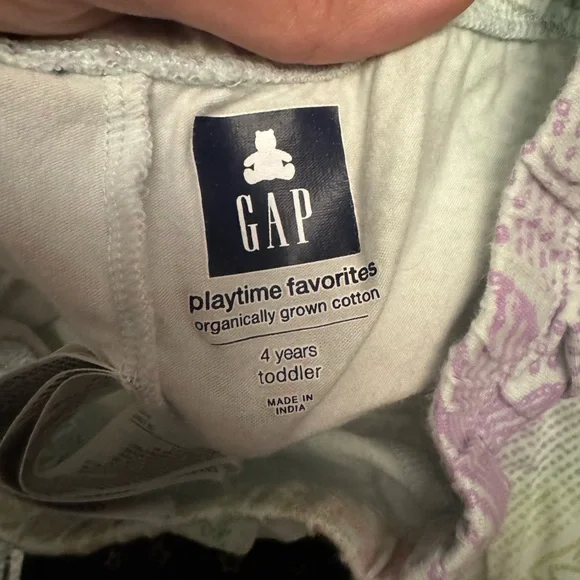 GAP
playtime favorites
organically grown cotton
4 years
toddler
MADE IN
INDIA